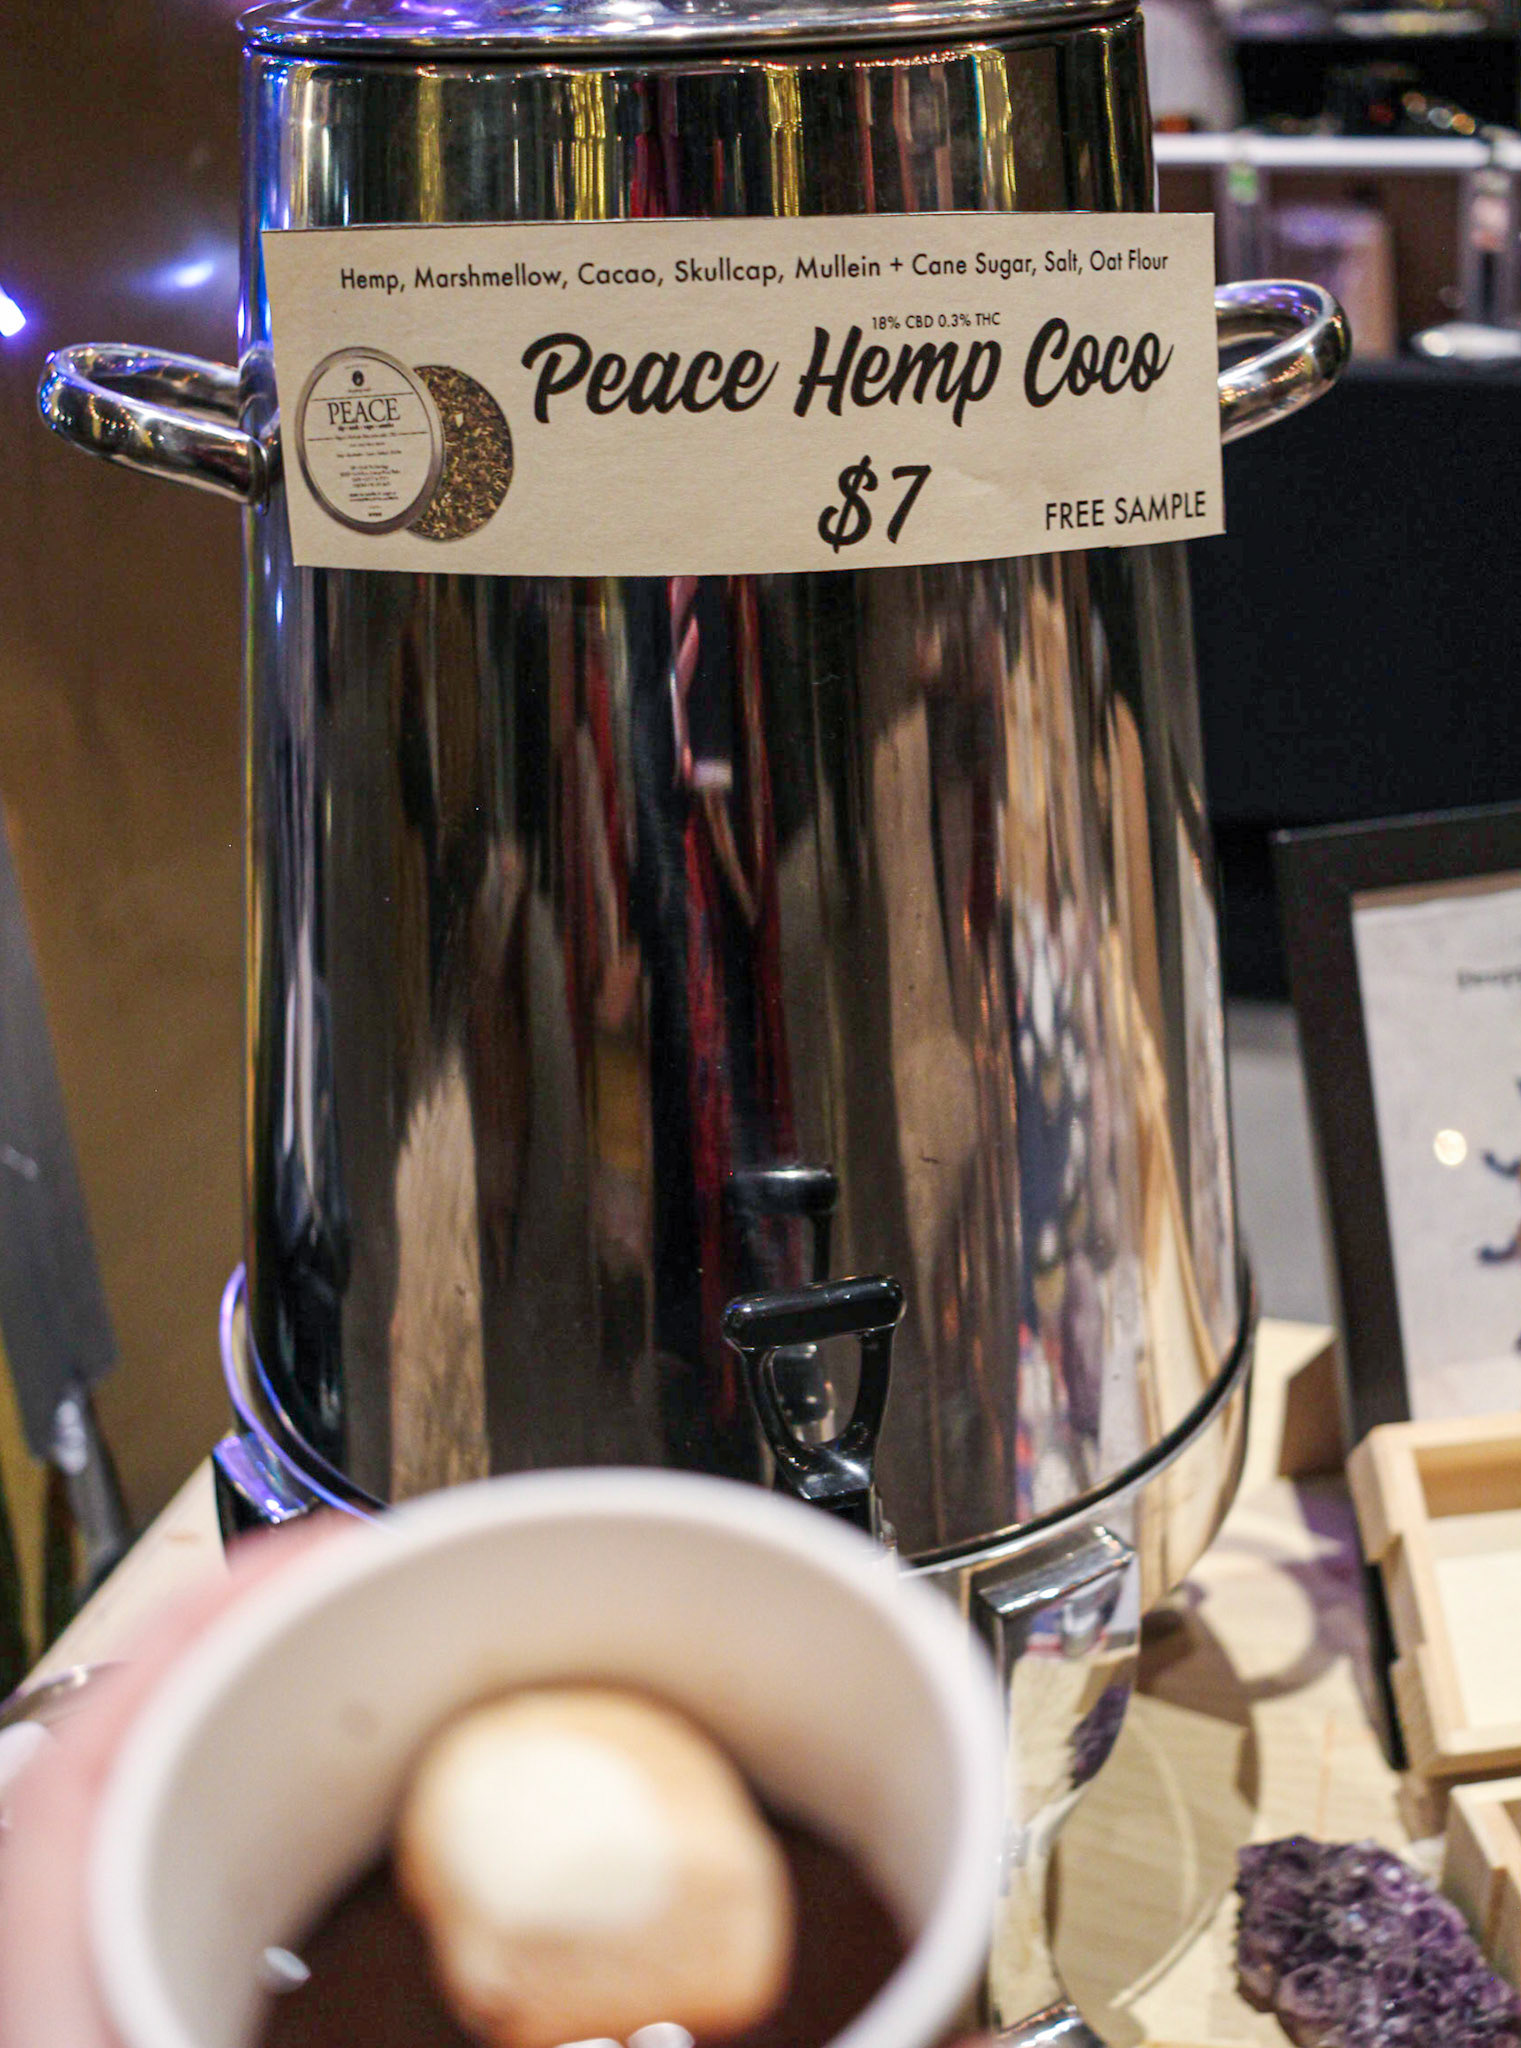 Hemp, Marshmellow, Cacao, Skullcap, Mullein + Cane Sugar, Salt, Oat Flour
18% CBD 0.3% THC
Peace Hemp Coco
$7
FREE SAMPLE
PEACE